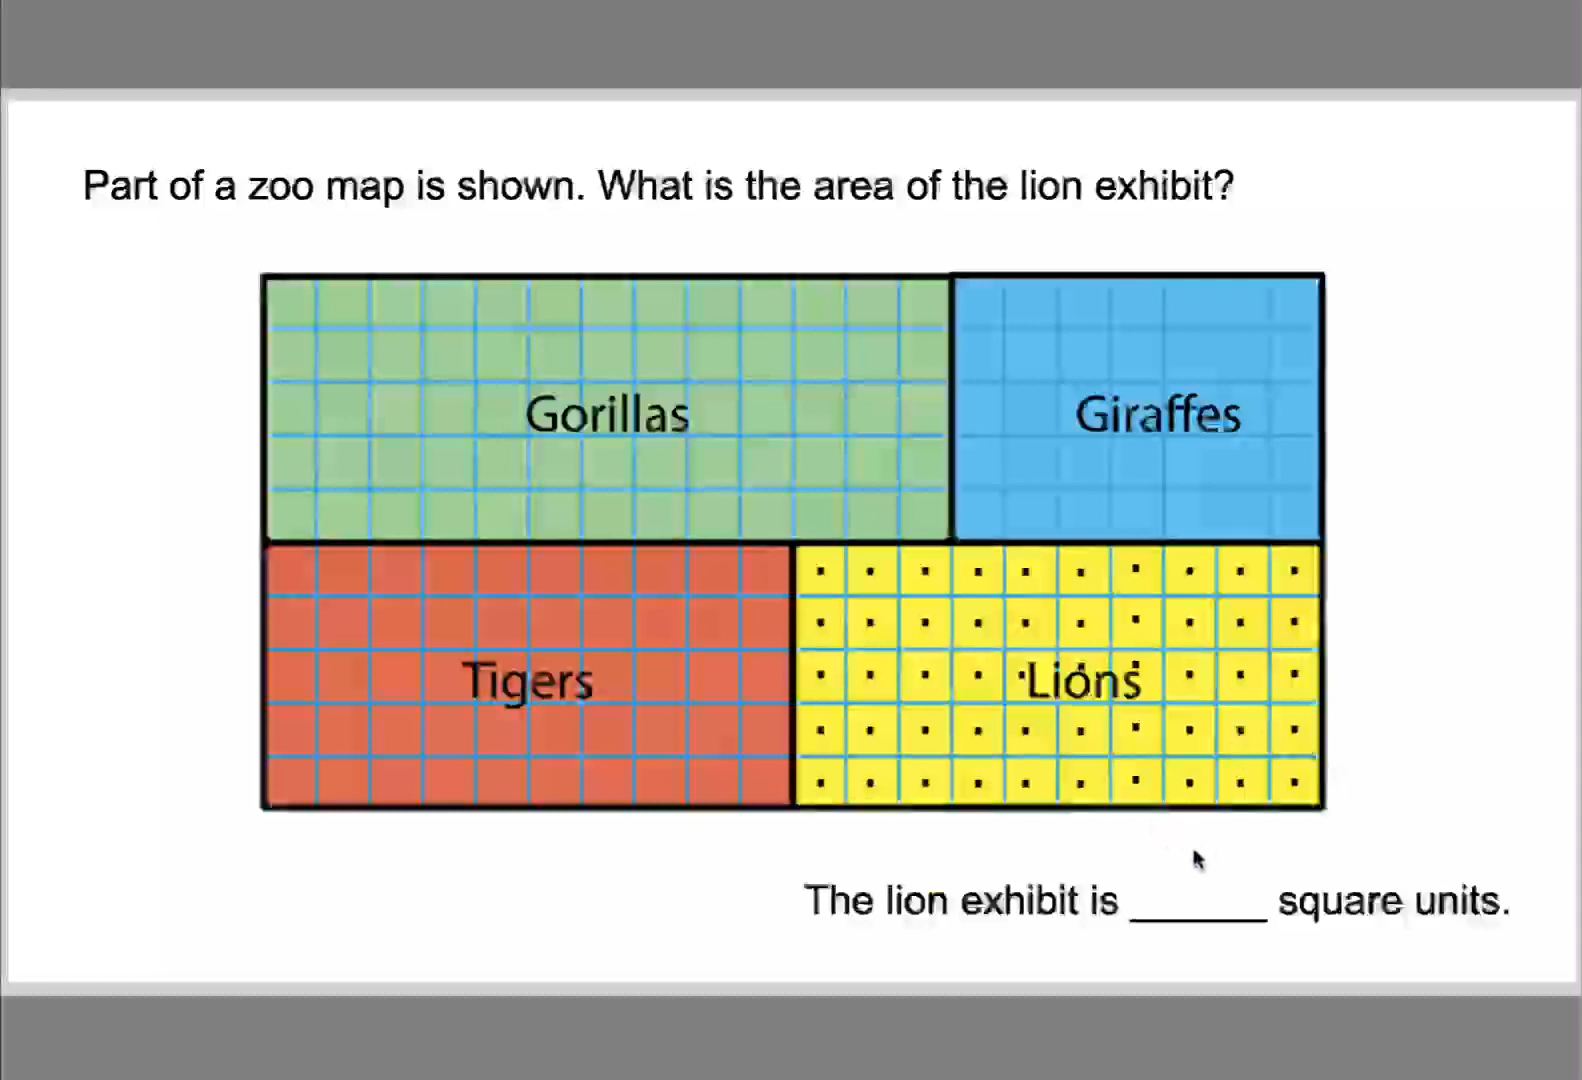 Part of a zoo map is shown. What is the area of the lion exhibit?
Gorillas
Giraffes
Tigers
Lions
The lion exhibit is ______ square units.